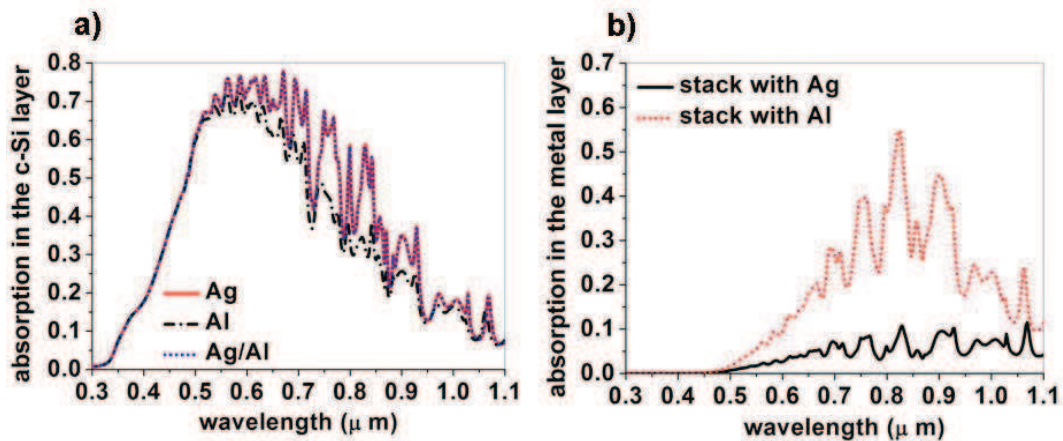 a)
absorption in the c-Si layer
0.8
0.7
0.6
0.5
0.4
0.3
0.2
0.1
0.0
Ag
Al
Ag/Al
0.3 0.4 0.5 0.6 0.7 0.8 0.9 1.0 1.1
wavelength (μ m)
b)
absorption in the metal layer
0.7
0.6
0.5
0.4
0.3
0.2
0.1
0.0
stack with Ag
stack with Al
0.3 0.4 0.5 0.6 0.7 0.8 0.9 1.0 1.1
wavelength (μ m)